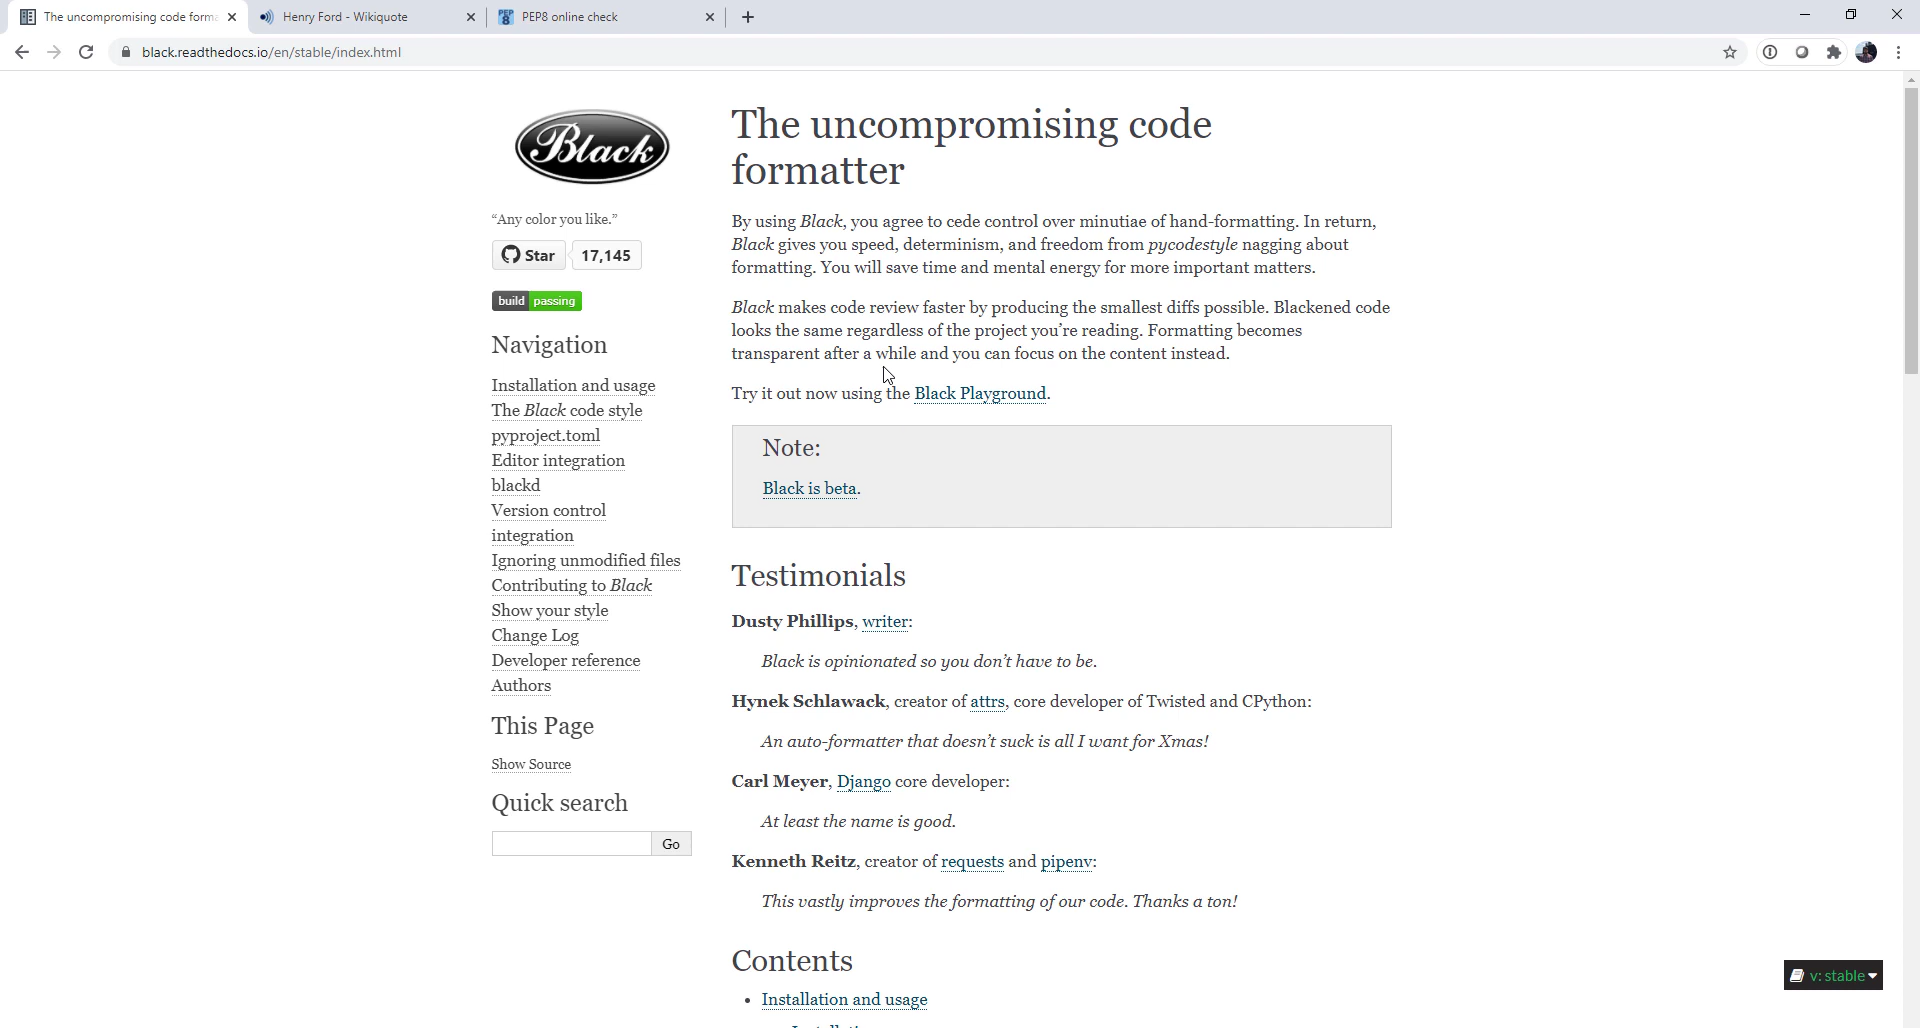 The uncompromising code forma
Henry Ford - Wikiquote
PEP8 online check
black.readthedocs.io/en/stable/index.html
Black
“Any color you like.”
Star 17,145
build passing
Navigation
Installation and usage
The Black code style
pyproject.toml
Editor integration
blackd
Version control
integration
Ignoring unmodified files
Contributing to Black
Show your style
Change Log
Developer reference
Authors
This Page
Show Source
Quick search
Go
The uncompromising code
formatter
By using Black, you agree to cede control over minutiae of hand-formatting. In return,
Black gives you speed, determinism, and freedom from pycodestyle nagging about
formatting. You will save time and mental energy for more important matters.
Black makes code review faster by producing the smallest diffs possible. Blackened code
looks the same regardless of the project you’re reading. Formatting becomes
transparent after a while and you can focus on the content instead.
Try it out now using the Black Playground.
Note:
Black is beta.
Testimonials
Dusty Phillips, writer:
Black is opinionated so you don’t have to be.
Hynek Schlawack, creator of attrs, core developer of Twisted and CPython:
An auto-formatter that doesn’t suck is all I want for Xmas!
Carl Meyer, Django core developer:
At least the name is good.
Kenneth Reitz, creator of requests and pipenv:
This vastly improves the formatting of our code. Thanks a ton!
Contents
• Installation and usage
v: stable